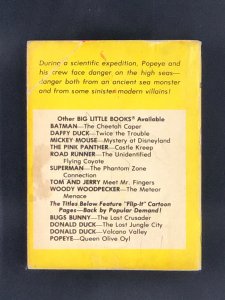 During a scientific expedition, Popeye and
his crew face danger on the high seas—
danger both from an ancient sea monster
and from some sinister modern villains!
Other BIG LITTLE BOOKS® Available
BATMAN—The Cheetah Caper
DAFFY DUCK—Twice the Trouble
MICKEY MOUSE—Mystery at Disneyland
THE PINK PANTHER—Castle Kreep
ROAD RUNNER—The Unidentified
Flying Coyote
SUPERMAN—The Phantom Zone
Connection
TOM AND JERRY Meet Mr. Fingers
WOODY WOODPECKER—The Meteor
Menace
The Titles Below Feature "Flip-It" Cartoon
Pages—Back by Popular Demand!
BUGS BUNNY—The Last Crusader
DONALD DUCK—The Lost Jungle City
DONALD DUCK—Volcano Valley
POPEYE—Queen Olive Oyl